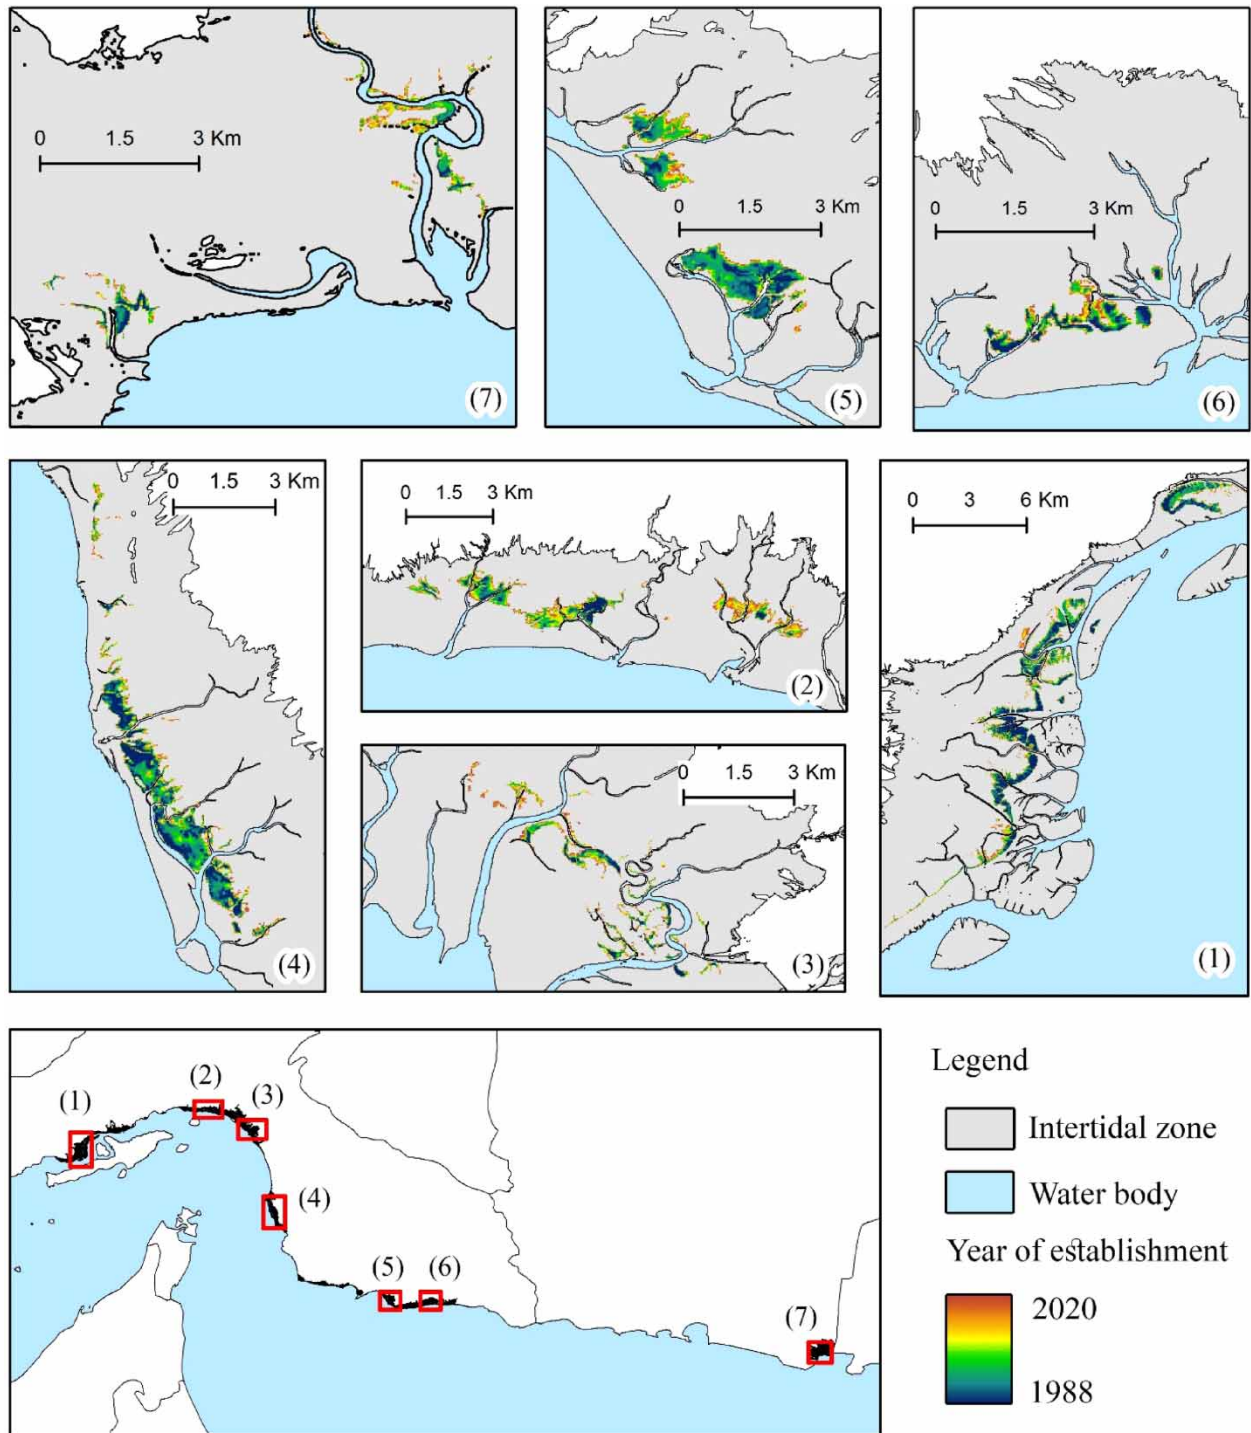 0 1.5 3 Km
(7)
0 1.5 3 Km
(5)
0 1.5 3 Km
(6)
0 1.5 3 Km
(4)
0 1.5 3 Km
(2)
0 1.5 3 Km
(3)
0 3 6 Km
(1)
(1)
(2)
(3)
(4)
(5)
(6)
(7)
Legend
Intertidal zone
Water body
Year of establishment
2020
1988